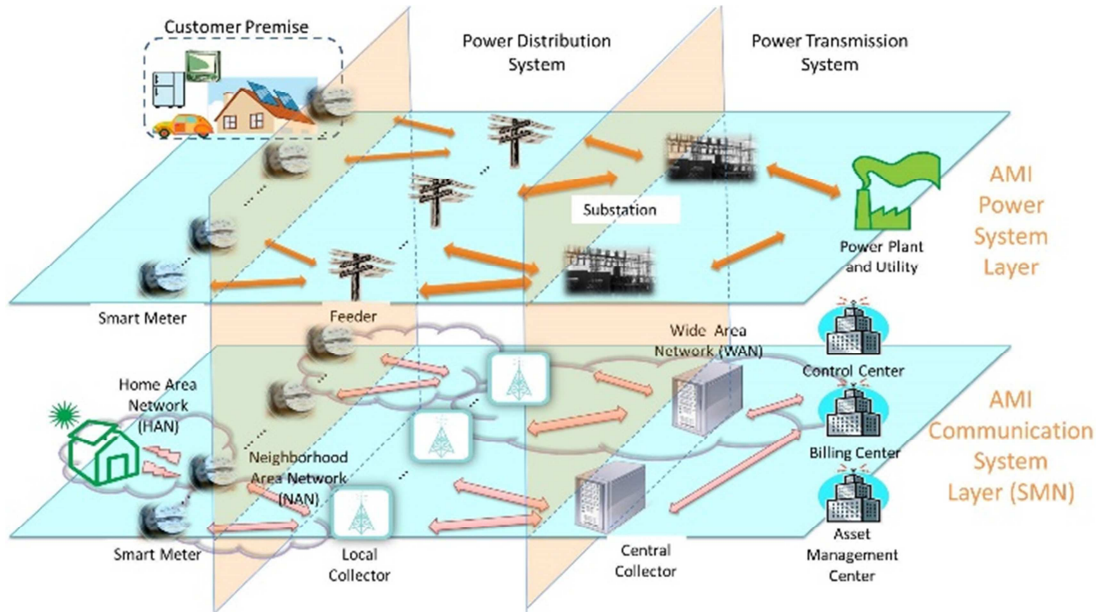 Customer Premise
Power Distribution
System
Power Transmission
System
AMI
Power
System
Layer
Substation
Power Plant
and Utility
Smart Meter
Feeder
Wide Area
Network (WAN)
Control Center
Home Area
Network
(HAN)
AMI
Communication
System
Layer (SMN)
Billing Center
Neighborhood
Area Network
(NAN)
Smart Meter
Local
Collector
Central
Collector
Asset
Management
Center